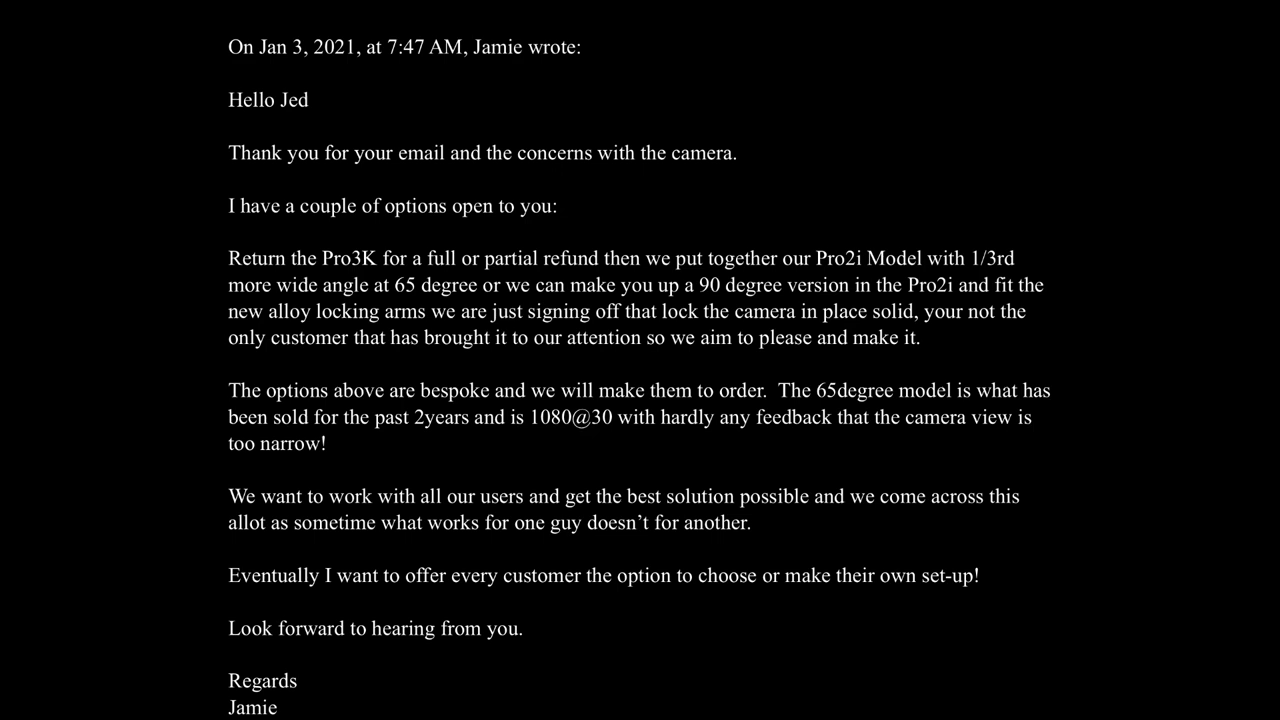 On Jan 3, 2021, at 7:47 AM, Jamie wrote:
Hello Jed
Thank you for your email and the concerns with the camera.
I have a couple of options open to you:
Return the Pro3K for a full or partial refund then we put together our Pro2i Model with 1/3rd
more wide angle at 65 degree or we can make you up a 90 degree version in the Pro2i and fit the
new alloy locking arms we are just signing off that lock the camera in place solid, your not the
only customer that has brought it to our attention so we aim to please and make it.
The options above are bespoke and we will make them to order.  The 65degree model is what has
been sold for the past 2years and is 1080@30 with hardly any feedback that the camera view is
too narrow!
We want to work with all our users and get the best solution possible and we come across this
allot as sometime what works for one guy doesn’t for another.
Eventually I want to offer every customer the option to choose or make their own set-up!
Look forward to hearing from you.
Regards
Jamie